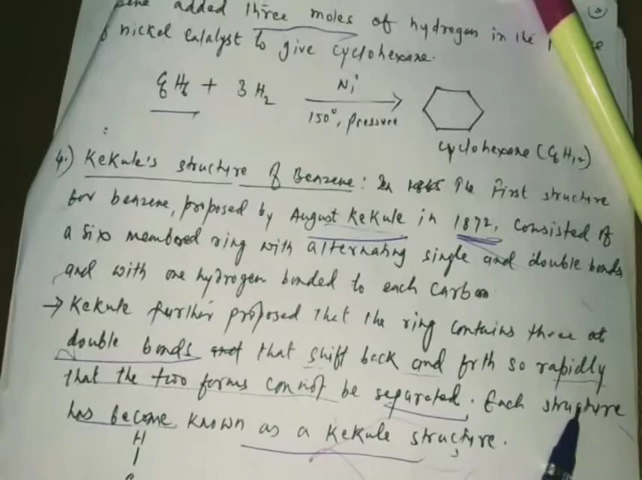 added three moles of hydrogen in the
nickel catalyst to give cyclohexane.
C6H6 + 3H2 Ni 150°, pressure
cyclohexane (C6H12)
4.) Kekule's structure of Benzene: In The First structure
for benzene, proposed by August Kekule in 1872, consisted of
a six membered ring with alternating single and double bonds
and with one hydrogen bonded to each carbon
→ Kekule further proposed that the ring contains three
double bonds that shift back and forth so rapidly
that the two forms cannot be separated. Each structure
has become known as a Kekule structure.
H